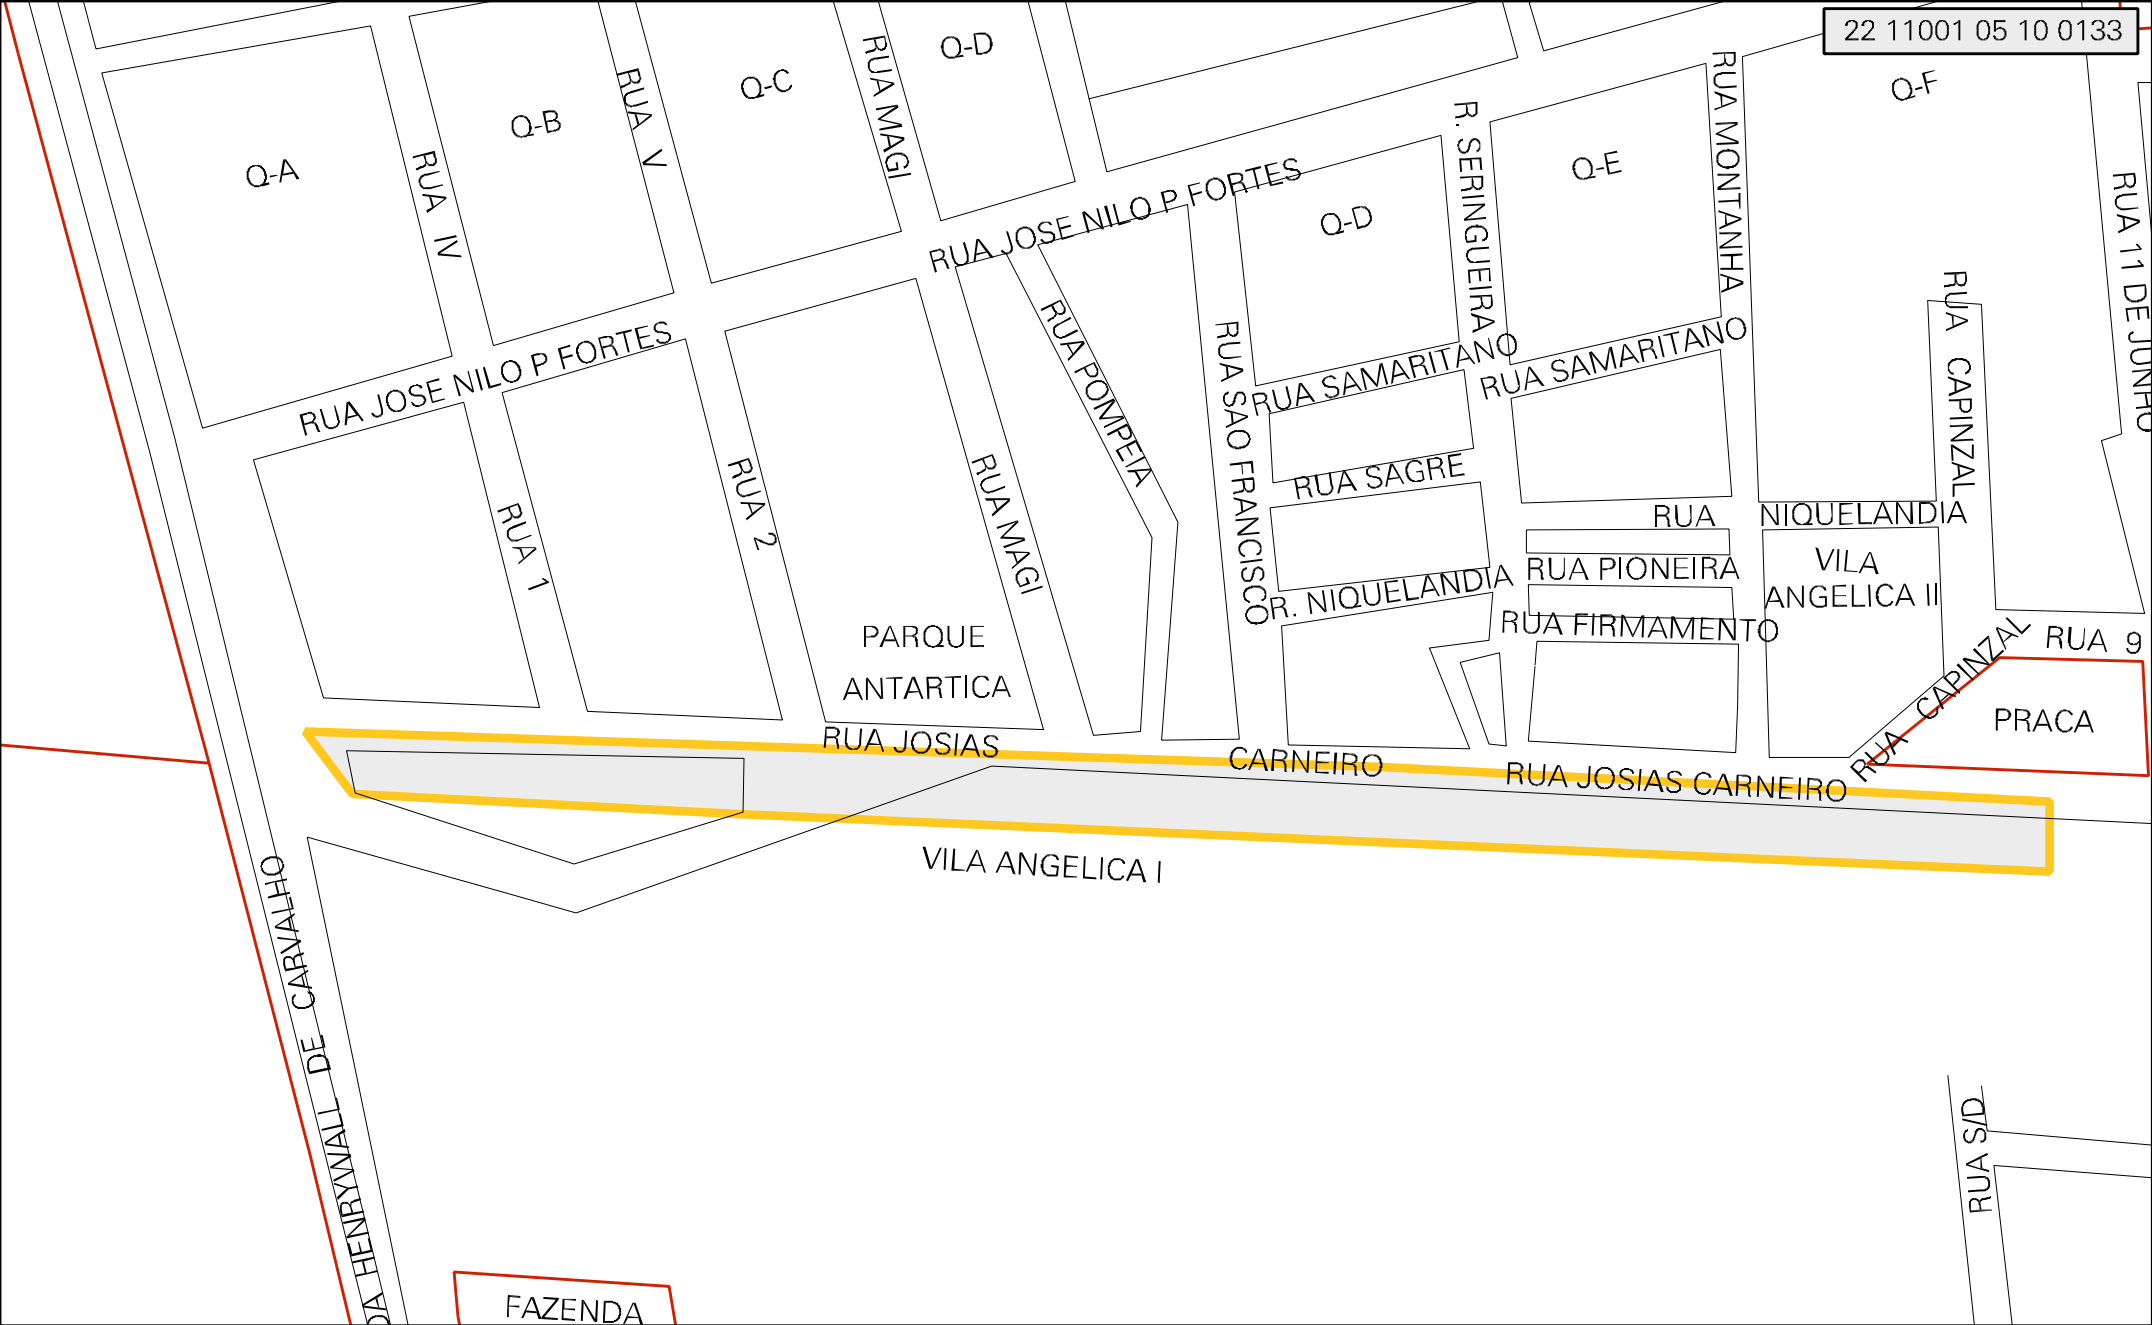 22 11001 05 10 0133
Q-A
Q-B
Q-C
Q-D
Q-F
Q-E
Q-D
RUA IV
RUA V
RUA MAGI
R. SERINGUEIRA
RUA MONTANHA
RUA 11 DE JUNHO
RUA JOSE NILO P FORTES
RUA JOSE NILO P FORTES
RUA POMPEIA
RUA SAO FRANCISCO
RUA SAMARITANO
RUA SAMARITANO
RUA CAPINZAL
RUA SAGRE
RUA 1
RUA 2
RUA MAGI
RUA NIQUELANDIA
R. NIQUELANDIA
RUA PIONEIRA
RUA FIRMAMENTO
VILA
ANGELICA II
PARQUE
ANTARTICA
RUA CAPINZAL
RUA 9
PRACA
RUA JOSIAS CARNEIRO
RUA JOSIAS CARNEIRO
VILA ANGELICA I
HENRYWALL DE CARVALHO
RUA S/D
FAZENDA